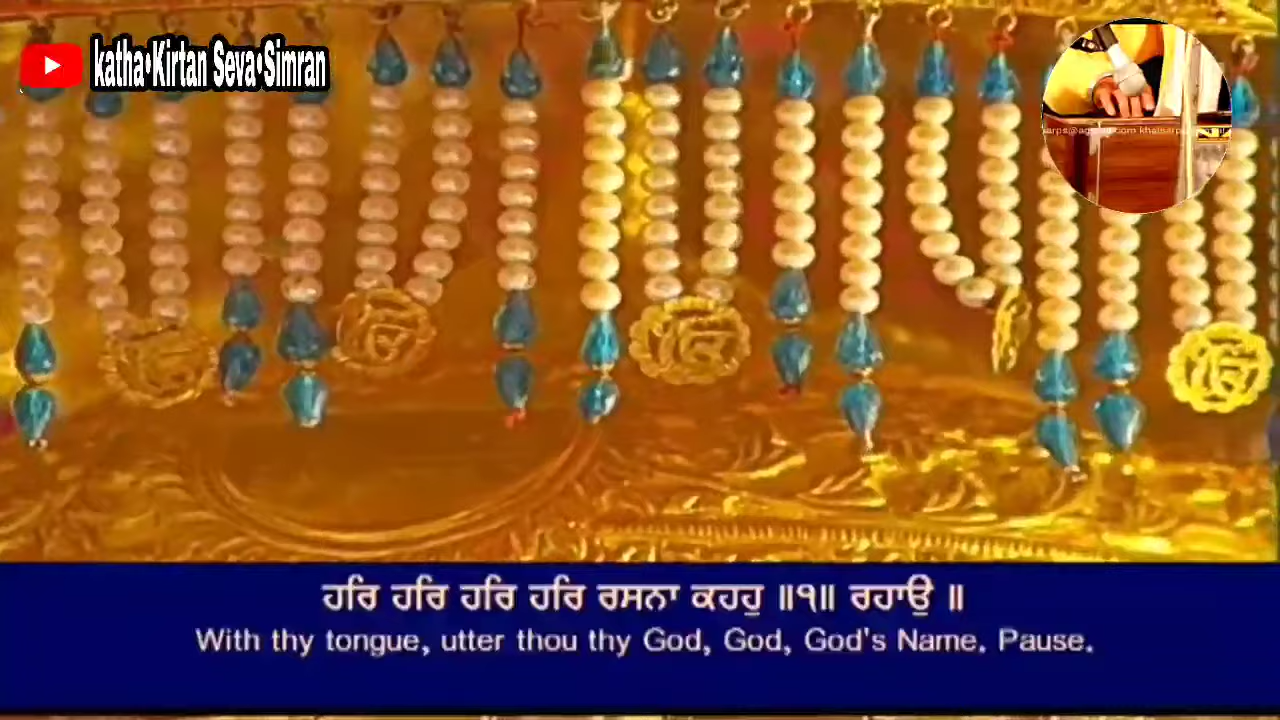 katha•Kirtan Seva•Simran
ਹਰਿ ਹਰਿ ਹਰਿ ਹਰਿ ਰਸਨਾ ਕਹਹੁ ॥੧॥ ਰਹਾਉ ॥
With thy tongue, utter thou thy God, God, God's Name. Pause.